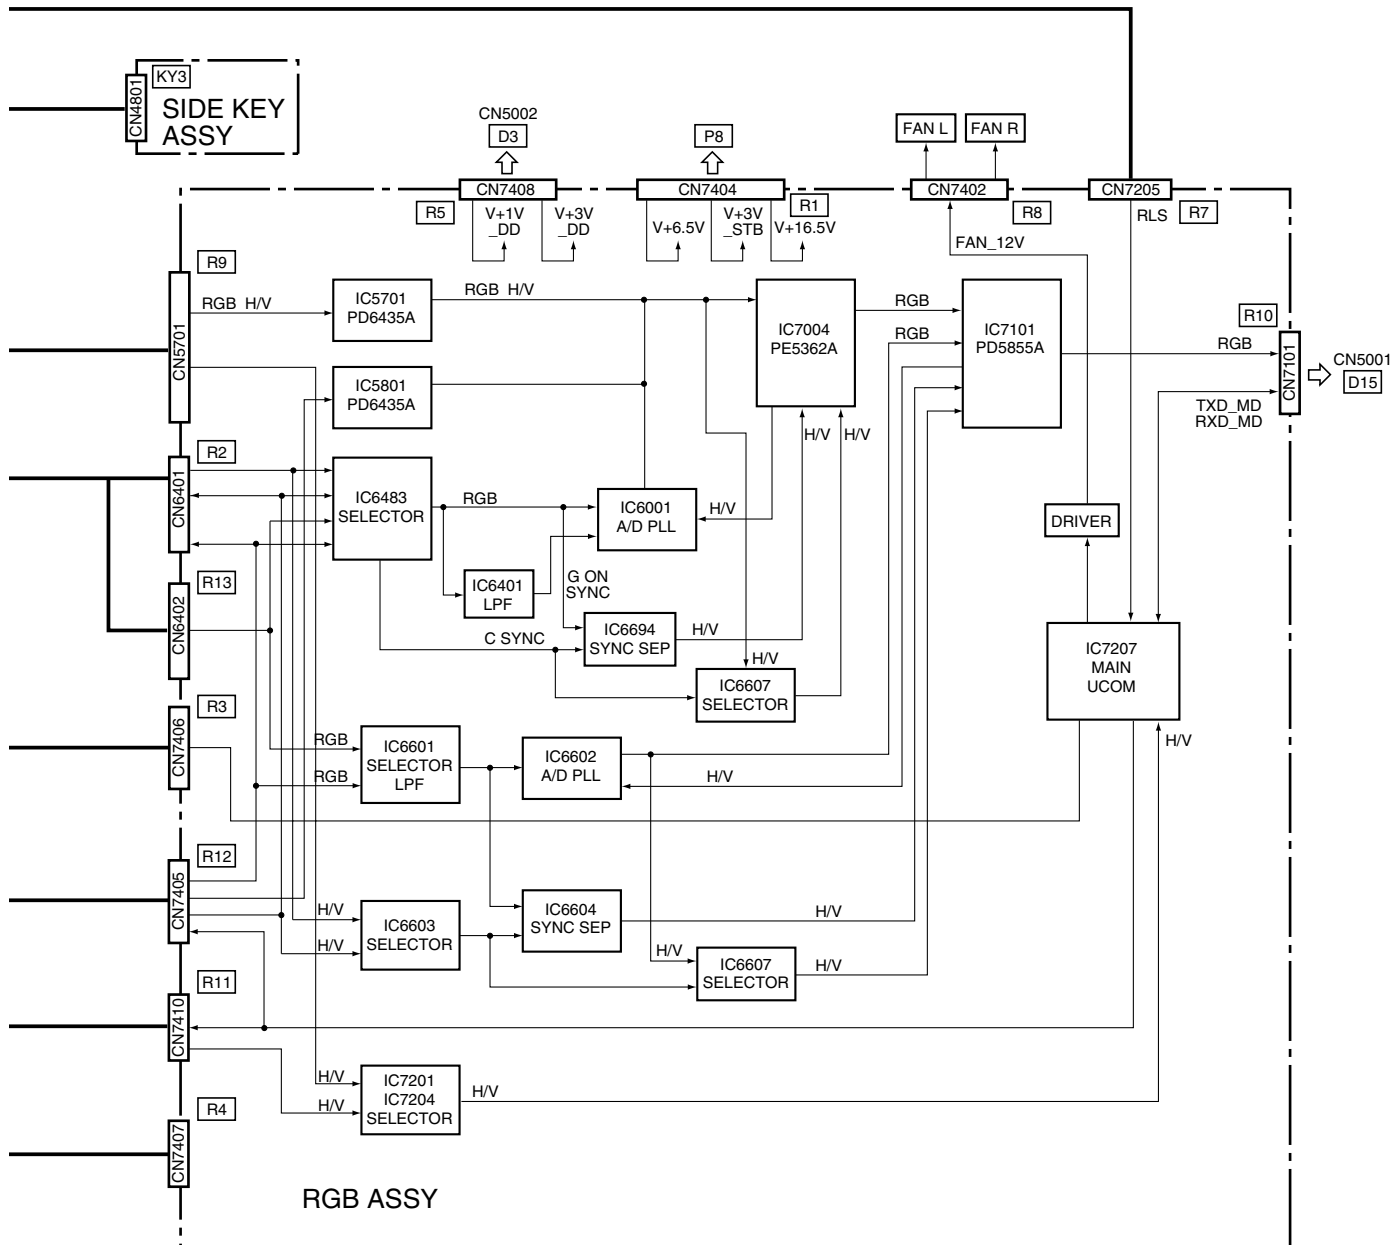 KY3
CN4801
SIDE KEY
ASSY
CN5002
D3
P8
FAN L
FAN R
CN7408
CN7404
CN7402
CN7205
R5
V+1V
_DD
V+3V
_DD
V+6.5V
V+3V
_STB
R1
V+16.5V
R8
RLS
R7
FAN_12V
R9
CN5701
RGB H/V
IC5701
PD6435A
RGB H/V
IC7004
PE5362A
RGB
RGB
IC7101
PD5855A
R10
RGB
CN7101
CN5001
D15
TXD_MD
RXD_MD
IC5801
PD6435A
H/V
H/V
R2
CN6401
IC6483
SELECTOR
RGB
IC6001
A/D PLL
H/V
DRIVER
R13
CN6402
IC6401
LPF
G ON
SYNC
C SYNC
IC6694
SYNC SEP
H/V
H/V
IC6607
SELECTOR
IC7207
MAIN
UCOM
H/V
R3
CN7406
RGB
RGB
IC6601
SELECTOR
LPF
IC6602
A/D PLL
H/V
R12
CN7405
H/V
H/V
IC6603
SELECTOR
IC6604
SYNC SEP
H/V
H/V
IC6607
SELECTOR
H/V
R11
CN7410
H/V
H/V
IC7201
IC7204
SELECTOR
H/V
R4
CN7407
RGB ASSY